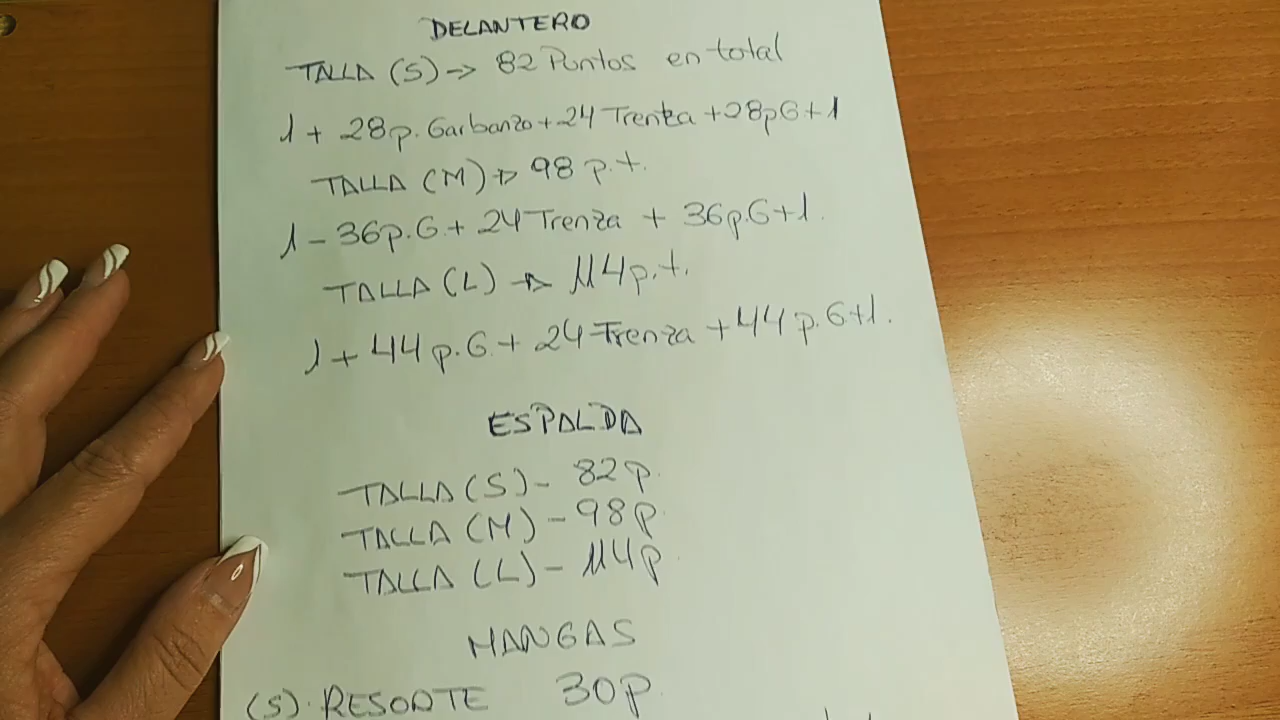 DELANTERO
TALLA (S) → 82 Puntos en total
1 + 28p. Garbanzo + 24 Trenza + 28pG + 1
TALLA (M) → 98 p.t.
1 - 36p.G. + 24 Trenza + 36p.G + 1.
TALLA (L) → 114 p.t.
1 + 44 p.G. + 24 Trenza + 44 p.G + 1.
ESPALDA
TALLA (S) - 82 p.
TALLA (M) - 98 p.
TALLA (L) - 114 p.
MANGAS
(S). RESORTE 30 p.